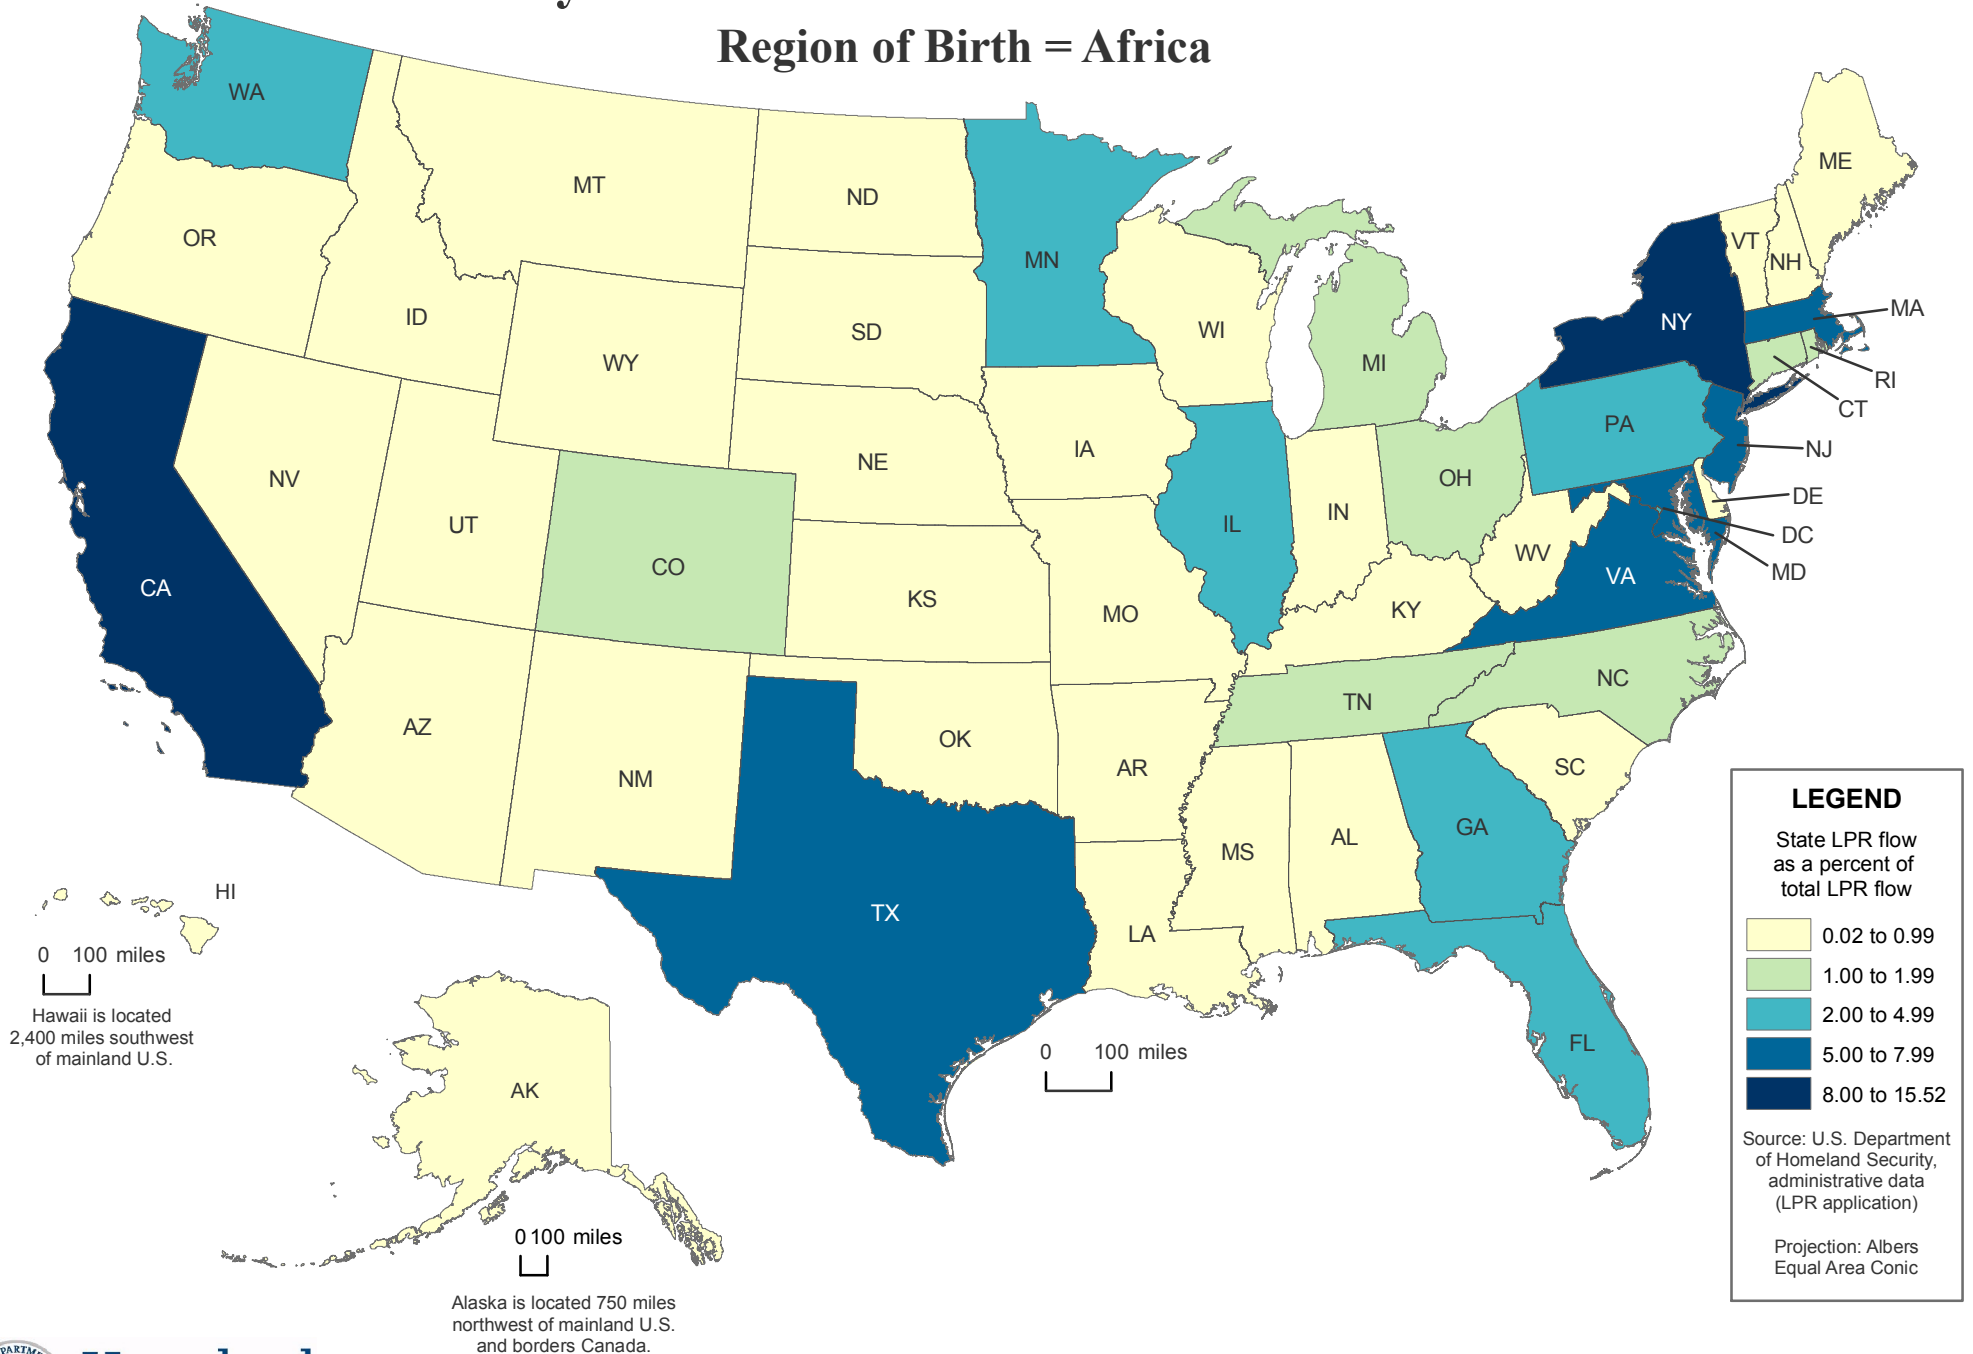 Region of Birth = Africa
WA
MT
ND
ME
OR
MN
VT
NH
ID
SD
WI
NY
MA
WY
MI
RI
CT
PA
NJ
NV
NE
IA
OH
DE
UT
IL
IN
DC
WV
MD
CO
VA
CA
KS
MO
KY
NC
TN
AZ
OK
NM
AR
SC
GA
MS
AL
TX
LA
FL
HI
0 100 miles
Hawaii is located
2,400 miles southwest
of mainland U.S.
AK
0 100 miles
0 100 miles
Alaska is located 750 miles
northwest of mainland U.S.
and borders Canada.
LEGEND
State LPR flow
as a percent of
total LPR flow
0.02 to 0.99
1.00 to 1.99
2.00 to 4.99
5.00 to 7.99
8.00 to 15.52
Source: U.S. Department
of Homeland Security,
administrative data
(LPR application)
Projection: Albers
Equal Area Conic